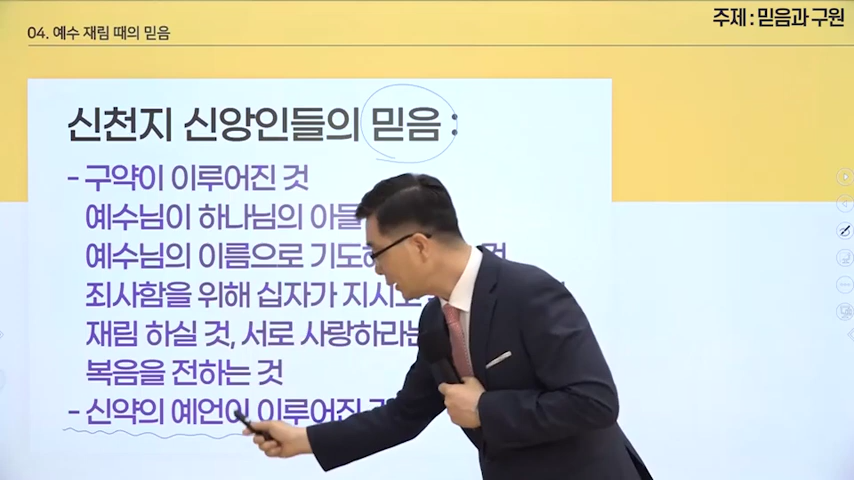 주제 : 믿음과 구원
04. 예수 재림 때의 믿음
신천지 신앙인들의 믿음 :
- 구약이 이루어진 것
예수님이 하나님의 아들
예수님의 이름으로 기도 것
죄사함을 위해 십자가 지시고
재림 하실 것, 서로 사랑하라는
복음을 전하는 것
- 신약의 예언이 이루어진